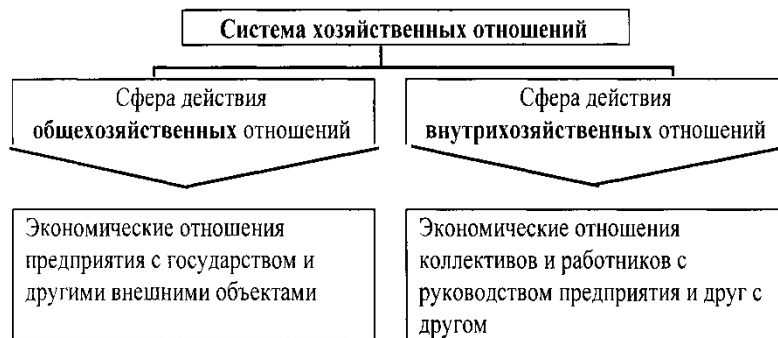 Система хозяйственных отношений
Сфера действия
общехозяйственных отношений
Сфера действия
внутрихозяйственных отношений
Экономические отношения
предприятия с государством и
другими внешними объектами
Экономические отношения
коллективов и работников с
руководством предприятия и друг с
другом